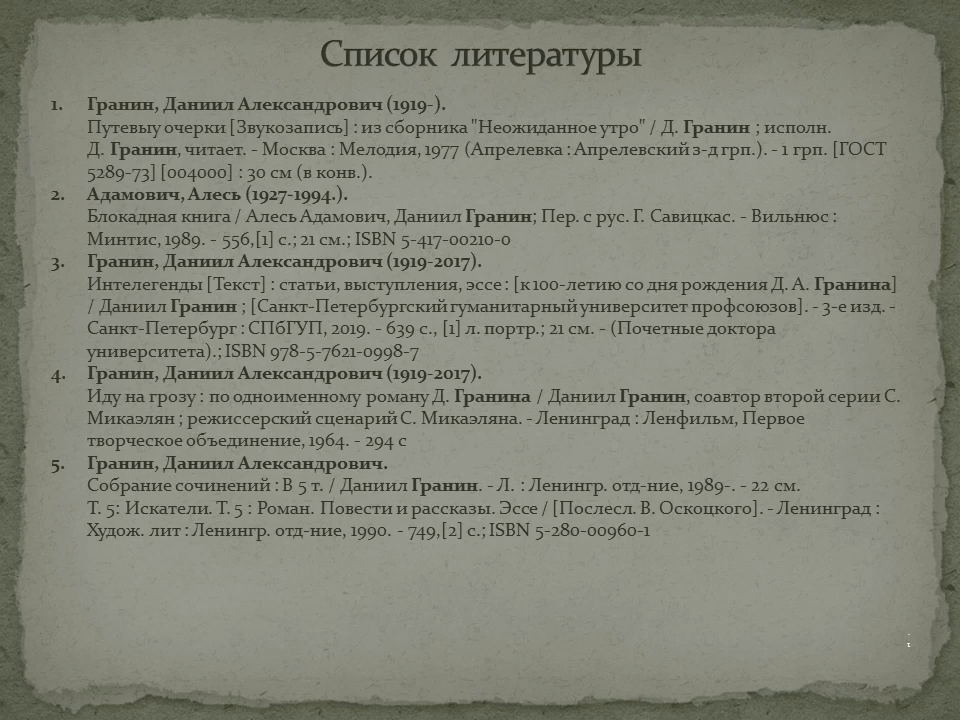 Список литературы
1. Гранин, Даниил Александрович (1919-).
Путевыу очерки [Звукозапись] : из сборника "Неожиданное утро" / Д. Гранин ; исполн.
Д. Гранин, читает. - Москва : Мелодия, 1977 (Апрелевка : Апрелевский з-д грп.). - 1 грп. [ГОСТ
5289-73] [004000] : 30 см (в конв.).
2. Адамович, Алесь (1927-1994.).
Блокадная книга / Алесь Адамович, Даниил Гранин; Пер. с рус. Г. Савицкас. - Вильнюс :
Минтис, 1989. - 556,[1] с.; 21 см.; ISBN 5-417-00210-0
3. Гранин, Даниил Александрович (1919-2017).
Интелегенды [Текст] : статьи, выступления, эссе : [к 100-летию со дня рождения Д. А. Гранина]
/ Даниил Гранин ; [Санкт-Петербургский гуманитарный университет профсоюзов]. - 3-е изд. -
Санкт-Петербург : СПбГУП, 2019. - 639 с., [1] л. портр.; 21 см. - (Почетные доктора
университета).; ISBN 978-5-7621-0998-7
4. Гранин, Даниил Александрович (1919-2017).
Иду на грозу : по одноименному роману Д. Гранина / Даниил Гранин, соавтор второй серии С.
Микаэлян ; режиссерский сценарий С. Микаэляна. - Ленинград : Ленфильм, Первое
творческое объединение, 1964. - 294 с
5. Гранин, Даниил Александрович.
Собрание сочинений : В 5 т. / Даниил Гранин. - Л. : Ленингр. отд-ние, 1989-. - 22 см.
Т. 5: Искатели. Т. 5 : Роман. Повести и рассказы. Эссе / [Послесл. В. Оскоцкого]. - Ленинград :
Худож. лит : Ленингр. отд-ние, 1990. - 749,[2] с.; ISBN 5-280-00960-1